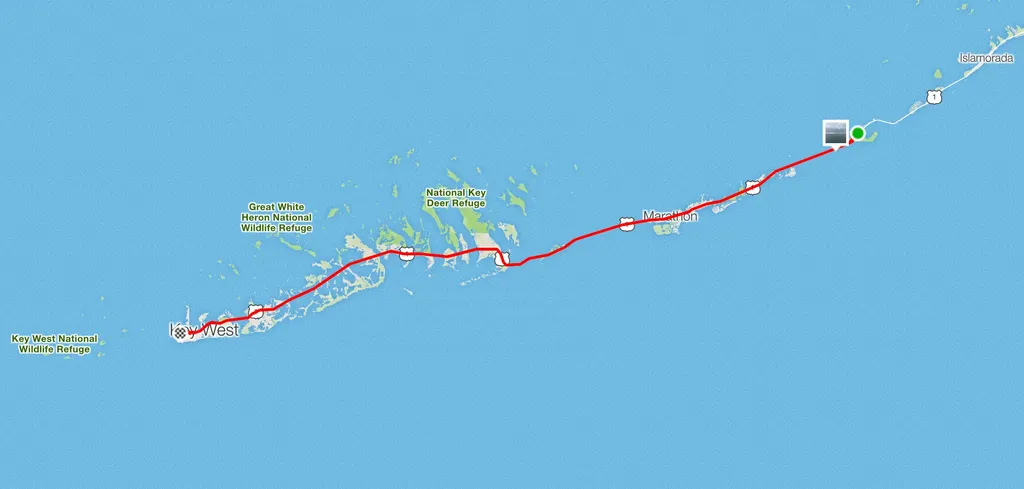 Islamorada
1
National Key
Deer Refuge
Great White
Heron National
Wildlife Refuge
Marathon
Key West
Key West National
Wildlife Refuge